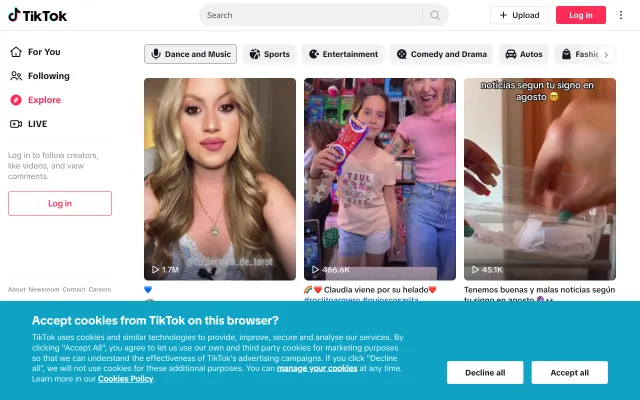 TikTok
Search
+ Upload
Log in
For You
Following
Explore
LIVE
Log in to follow creators,
like videos, and view
comments.
Log in
About Newsroom Contact Careers
Dance and Music
Sports
Entertainment
Comedy and Drama
Autos
Fashio
1.7M
466.6K
noticias segun tu signo en
agosto 🤓
45.1K
💙
🌈❤️Claudia viene por su helado❤️
Tenemos buenas y malas noticias según
tu signo en agosto
Accept cookies from TikTok on this browser?
TikTok uses cookies and similar technologies to provide, improve, secure and analyse our services. By
clicking "Accept All", you agree to let us use our own and third party cookies for marketing purposes
so that we can understand the effectiveness of TikTok's advertising campaigns. If you click "Decline
all", we will not use cookies for these additional purposes. You can manage your cookies at any time.
Learn more in our Cookies Policy.
Decline all
Accept all